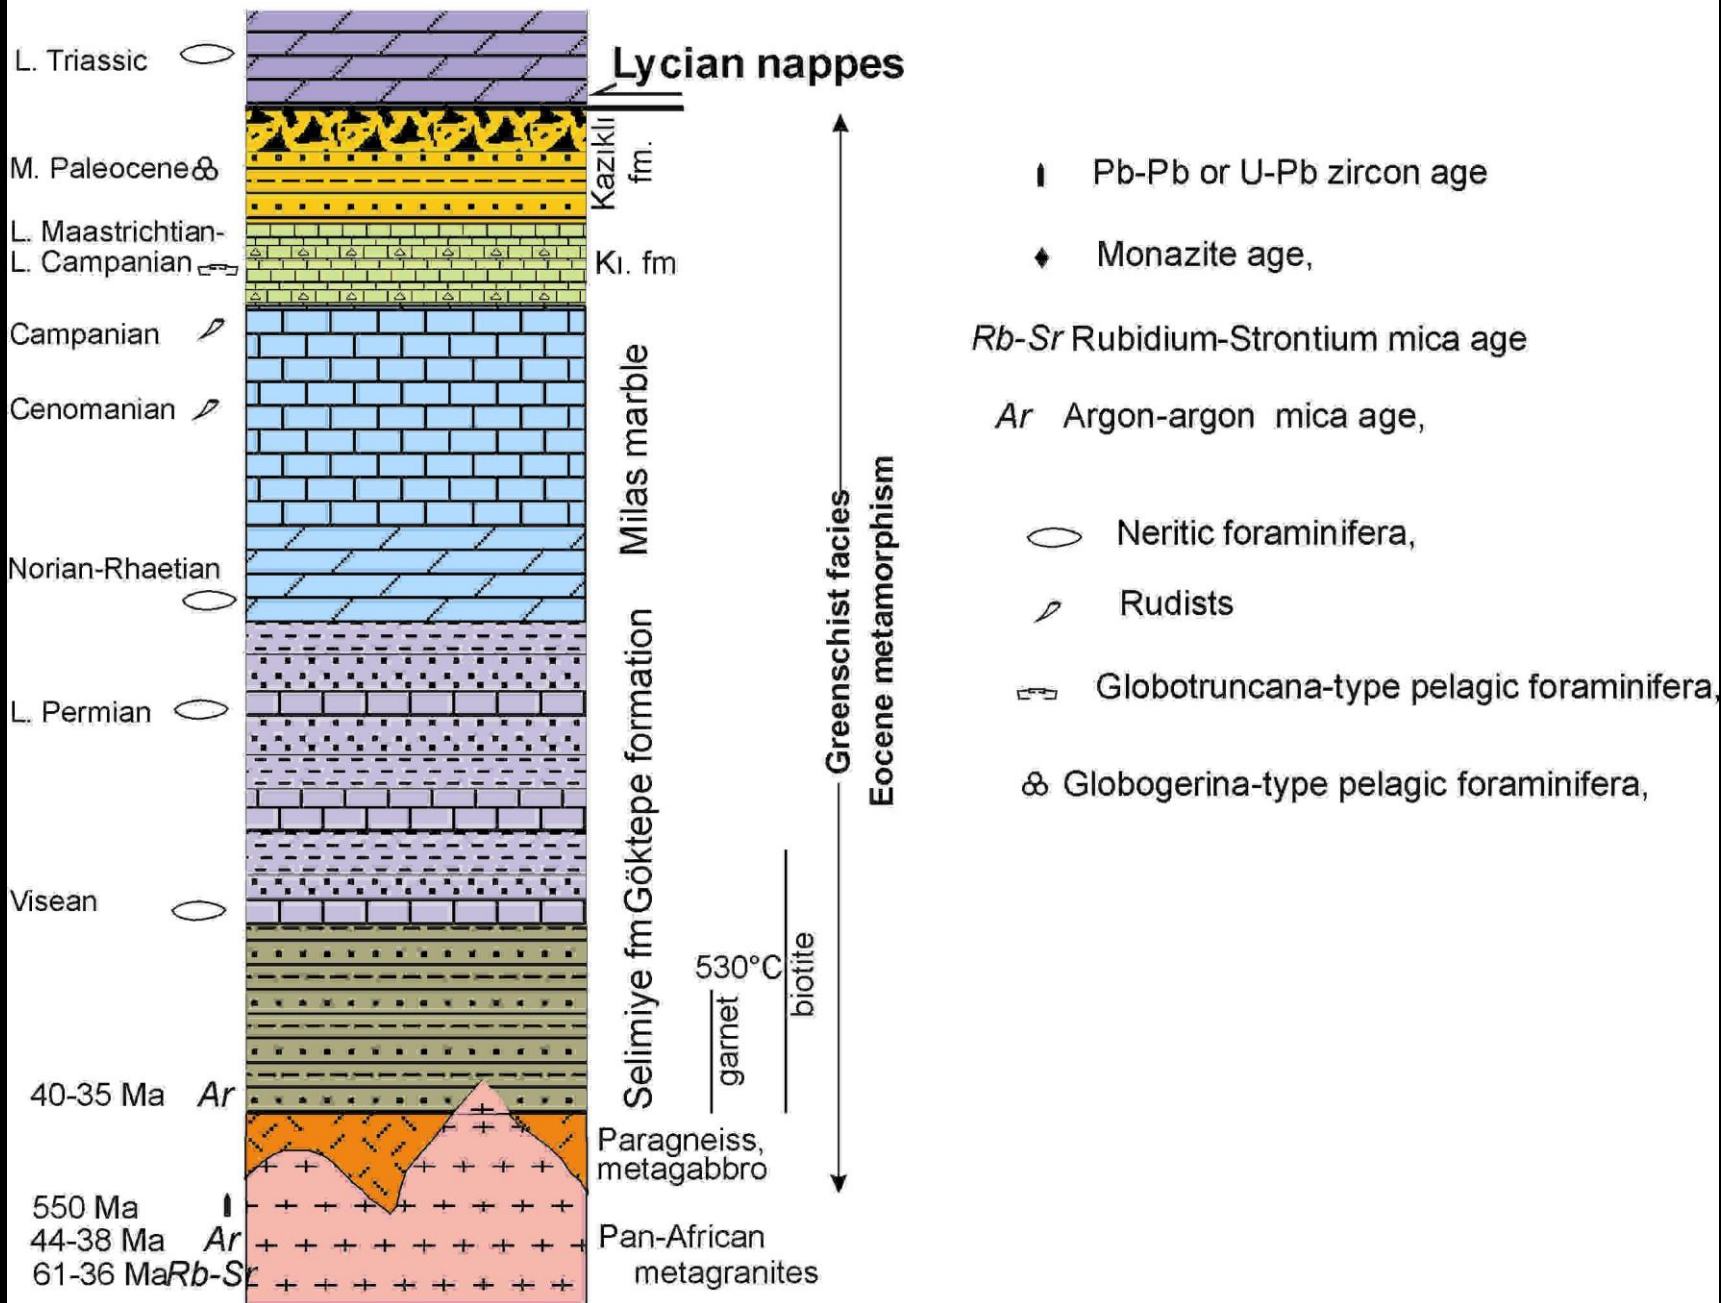 L. Triassic
Lycian nappes
M. Paleocene
Kazıklı
fm.
L. Maastrichtian-
L. Campanian
Kı. fm
Campanian
Cenomanian
Milas marble
Norian-Rhaetian
L. Permian
Göktepe formation
Visean
Selimiye fm
530°C
garnet
biotite
Greenschist facies
Eocene metamorphism
40-35 Ma Ar
Paragneiss,
metagabbro
550 Ma
44-38 Ma Ar
61-36 Ma Rb-Sr
Pan-African
metagranites
Pb-Pb or U-Pb zircon age
Monazite age,
Rb-Sr Rubidium-Strontium mica age
Ar Argon-argon mica age,
Neritic foraminifera,
Rudists
Globotruncana-type pelagic foraminifera,
Globogerina-type pelagic foraminifera,